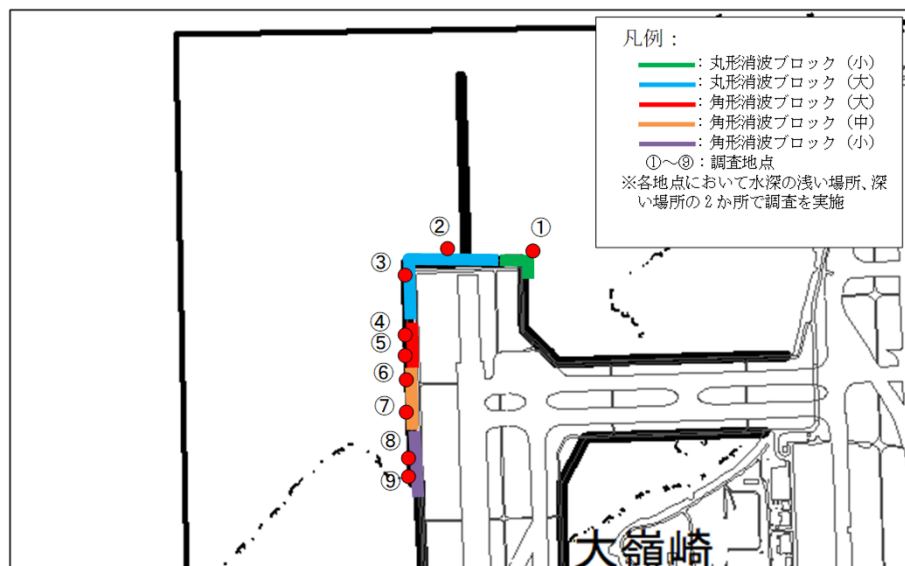 凡例：
：丸形消波ブロック（小）
：丸形消波ブロック（大）
：角形消波ブロック（大）
：角形消波ブロック（中）
：角形消波ブロック（小）
①～⑨：調査地点
※各地点において水深の浅い場所、深
い場所の２か所で調査を実施
①
②
③
④
⑤
⑥
⑦
⑧
⑨
大嶺崎